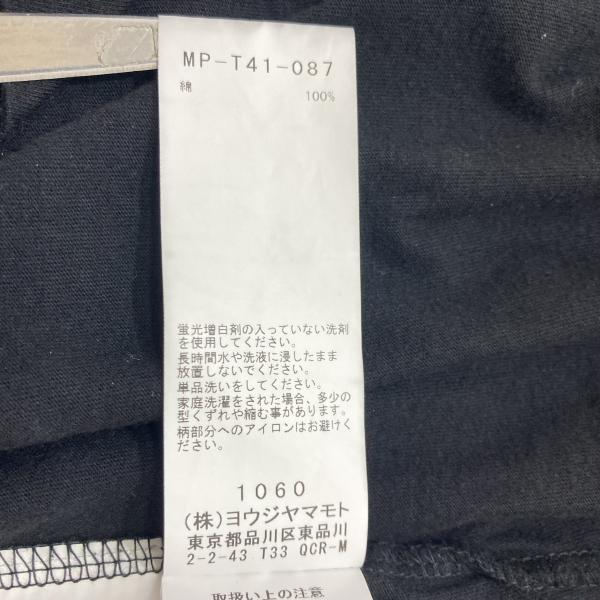 MP-T41-087
綿 100%
蛍光増白剤の入っていない洗剤
を使用してください。
長時間水や洗液に浸したまま
放置しないでください。
単品洗いをしてください。
家庭洗濯をされた場合、多少の
型くずれや縮む事があります。
柄部分へのアイロンはお避けく
ださい。
1060
(株)ヨウジヤマモト
東京都品川区東品川
2-2-43 T33 QCR-M
取扱い上の注意